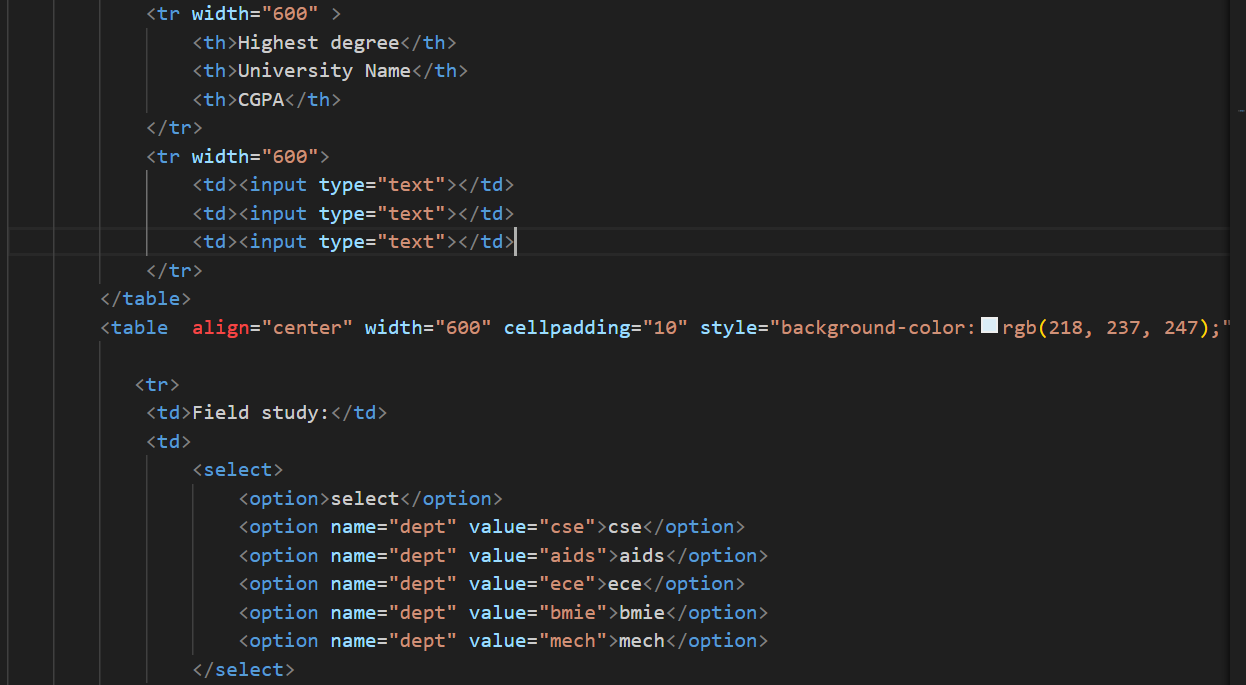 <tr width="600" >
<th>Highest degree</th>
<th>University Name</th>
<th>CGPA</th>
</tr>
<tr width="600">
<td><input type="text"></td>
<td><input type="text"></td>
<td><input type="text"></td>
</tr>
</table>
<table  align="center" width="600" cellpadding="10" style="background-color: rgb(218, 237, 247);"
<tr>
<td>Field study:</td>
<td>
<select>
<option>select</option>
<option name="dept" value="cse">cse</option>
<option name="dept" value="aids">aids</option>
<option name="dept" value="ece">ece</option>
<option name="dept" value="bmie">bmie</option>
<option name="dept" value="mech">mech</option>
</select>